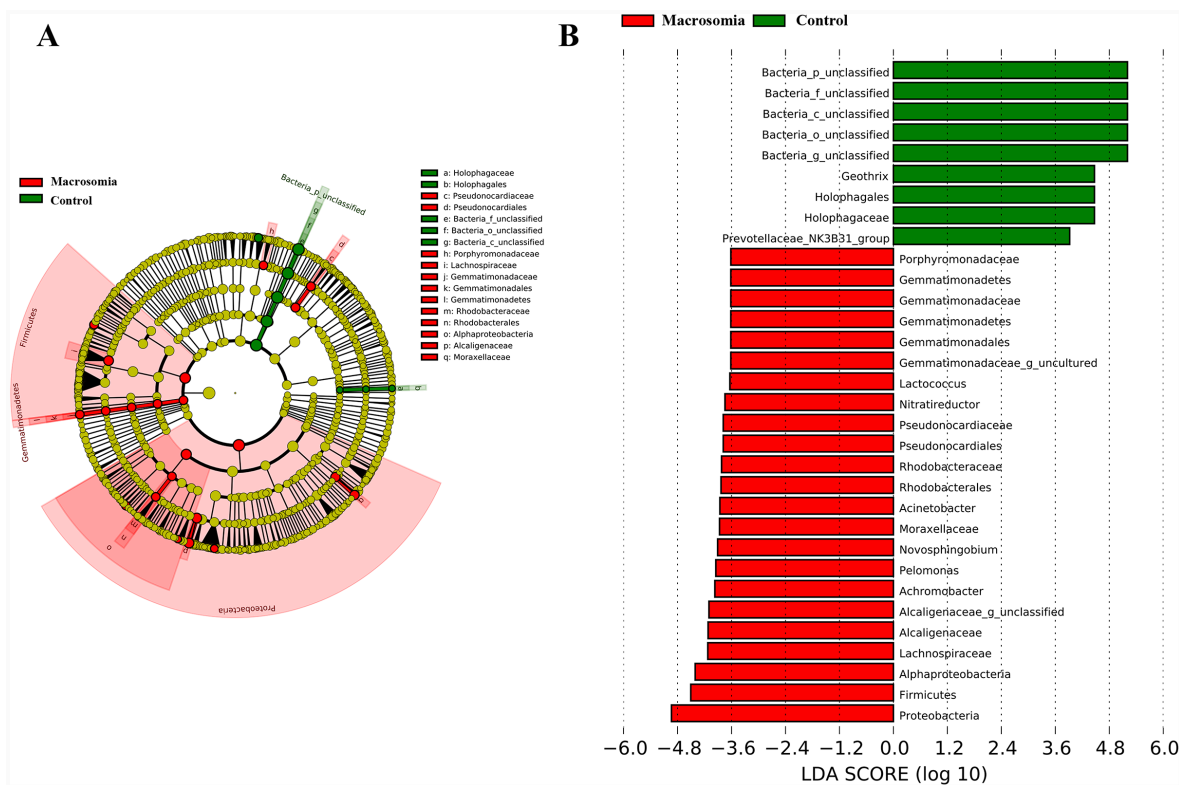 A
Macrosomia
Control
Bacteria_p_unclassified
g
f
h
d
c
Firmicutes
i
Gemmatimonadetes
l
k
a
b
m
n
o
p
q
Proteobacteria
a: Holophagaceae
b: Holophagales
c: Pseudonocardiaceae
d: Pseudonocardiales
e: Bacteria_f_unclassified
f: Bacteria_o_unclassified
g: Bacteria_c_unclassified
h: Porphyromonadaceae
i: Lachnospiraceae
j: Gemmatimonadaceae
k: Gemmatimonadales
l: Gemmatimonadetes
m: Rhodobacteraceae
n: Rhodobacterales
o: Alphaproteobacteria
p: Alcaligenaceae
q: Moraxellaceae
B
Macrosomia
Control
Bacteria_p_unclassified
Bacteria_f_unclassified
Bacteria_c_unclassified
Bacteria_o_unclassified
Bacteria_g_unclassified
Geothrix
Holophagales
Holophagaceae
Prevotellaceae_NK3B31_group
Porphyromonadaceae
Gemmatimonadetes
Gemmatimonadaceae
Gemmatimonadetes
Gemmatimonadales
Gemmatimonadaceae_g_uncultured
Lactococcus
Nitratireductor
Pseudonocardiaceae
Pseudonocardiales
Rhodobacteraceae
Rhodobacterales
Acinetobacter
Moraxellaceae
Novosphingobium
Pelomonas
Achromobacter
Alcaligenaceae_g_unclassified
Alcaligenaceae
Lachnospiraceae
Alphaproteobacteria
Firmicutes
Proteobacteria
−6.0 −4.8 −3.6 −2.4 −1.2 0.0 1.2 2.4 3.6 4.8 6.0
LDA SCORE (log 10)